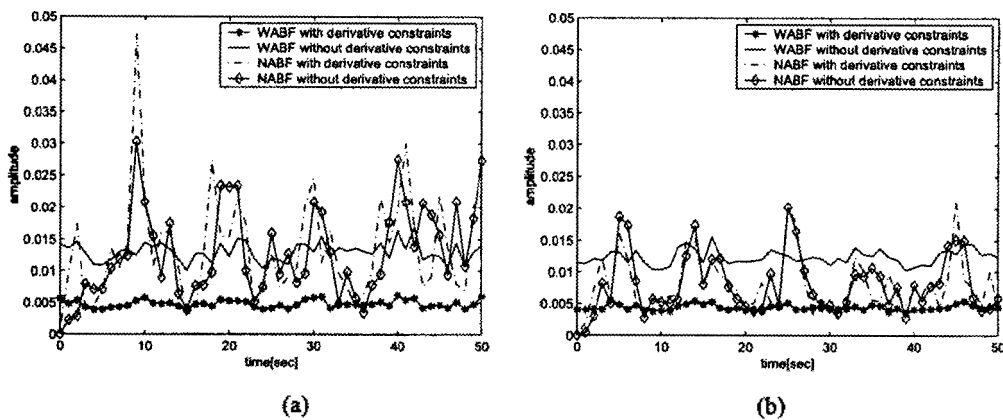 0.05
0.045
0.04
0.035
0.03
0.025
0.02
0.015
0.01
0.005
0
amplitude
WABF with derivative constraints
WABF without derivative constraints
NABF with derivative constraints
NABF without derivative constraints
0 10 20 30 40 50
time[sec]
(a)
0.05
0.045
0.04
0.035
0.03
0.025
0.02
0.015
0.01
0.005
0
amplitude
WABF with derivative constraints
WABF without derivative constraints
NABF with derivative constraints
NABF without derivative constraints
0 10 20 30 40 50
time[sec]
(b)